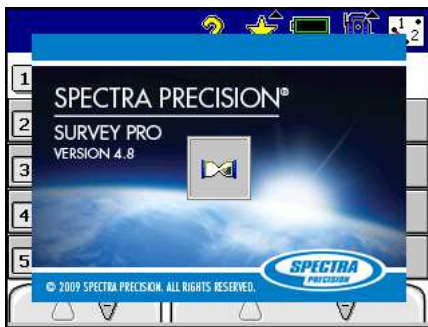 1 2
1
SPECTRA PRECISION®
2
SURVEY PRO
VERSION 4.8
3
4
5
SPECTRA
PRECISION
© 2009 SPECTRA PRECISION. ALL RIGHTS RESERVED.